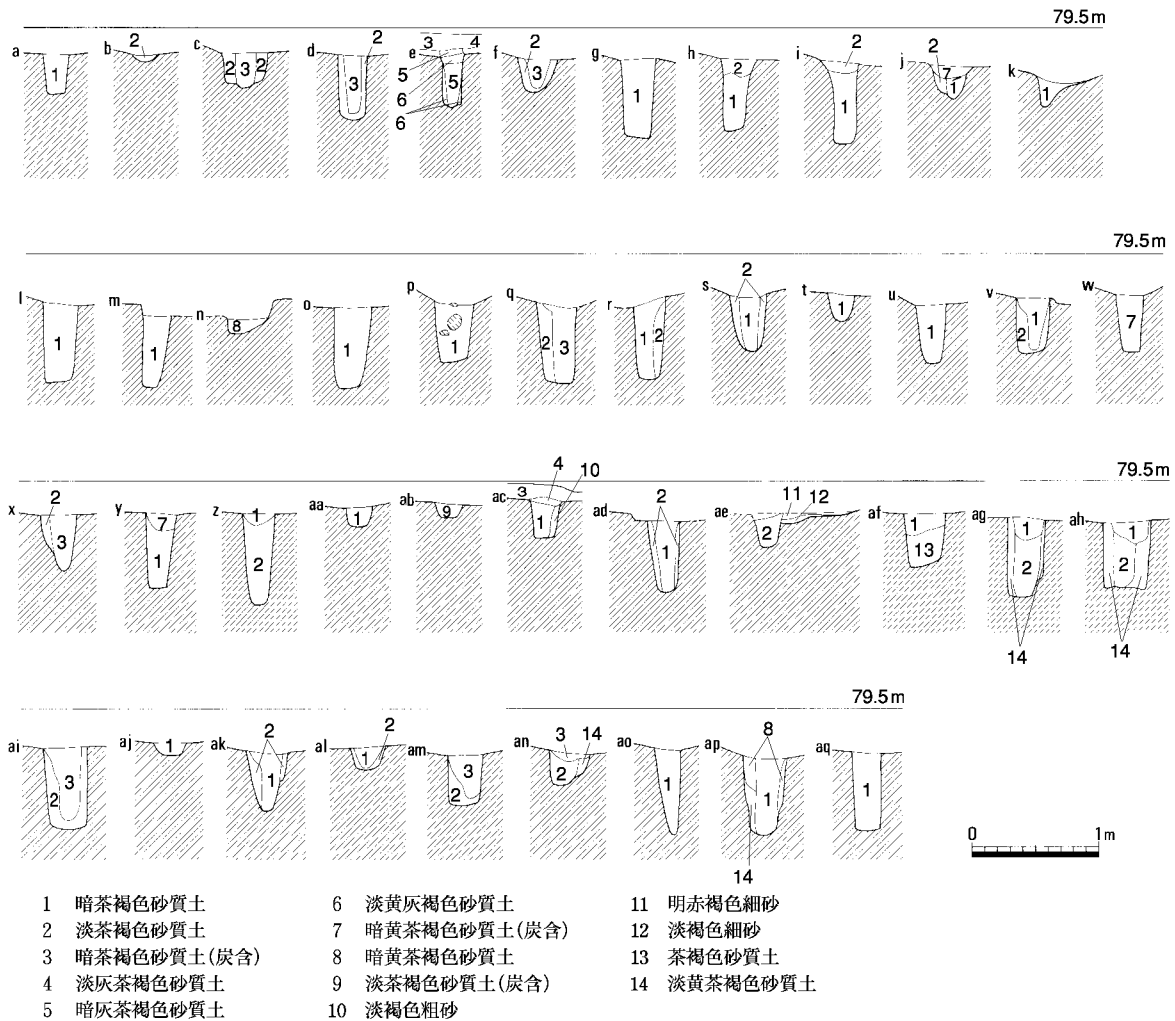 79.5m
a b c d e f g h i j k
2 2 3 4 2 2 2
1 2 3 2 3 5 5 3 1 2 1 1 7 1 1
6
6
79.5m
l m n o p q r s t u v w
2
1 1 8 1 1 2 3 1 2 1 1 1 2 1 7
79.5m
x y z aa ab ac ad ae af ag ah
2 4 10 2 11 12
3 7 1 1 2 1 9 3 1 1 2 1 13 1 2 1 2
14 14
79.5m
ai aj ak al am an ao ap aq
2 2 3 14 8
3 2 1 1 1 3 2 2 1 1 1
14
0 1m
1 暗茶褐色砂質土
2 淡茶褐色砂質土
3 暗茶褐色砂質土(炭含)
4 淡灰茶褐色砂質土
5 暗灰茶褐色砂質土
6 淡黄灰褐色砂質土
7 暗黄茶褐色砂質土(炭含)
8 暗黄茶褐色砂質土
9 淡茶褐色砂質土(炭含)
10 淡褐色粗砂
11 明赤褐色細砂
12 淡褐色細砂
13 茶褐色砂質土
14 淡黄茶褐色砂質土